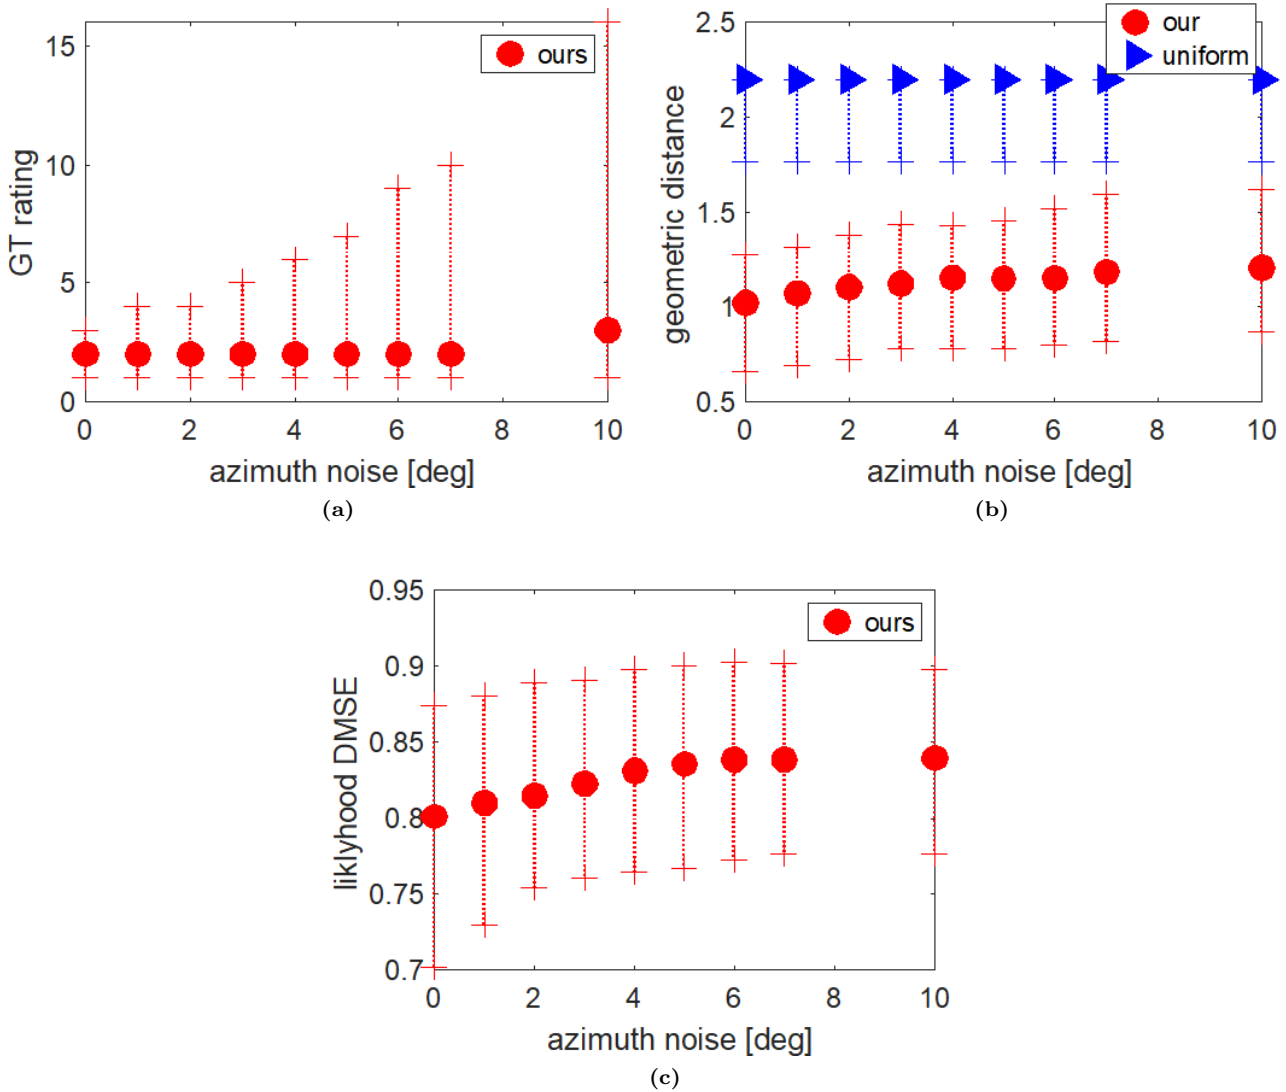 15
10
5
0
GT rating
ours
0 2 4 6 8 10
azimuth noise [deg]
(a)
2.5
2
1.5
1
0.5
geometric distance
our
uniform
0 2 4 6 8 10
azimuth noise [deg]
(b)
0.95
0.9
0.85
0.8
0.75
0.7
liklyhood DMSE
ours
0 2 4 6 8 10
azimuth noise [deg]
(c)